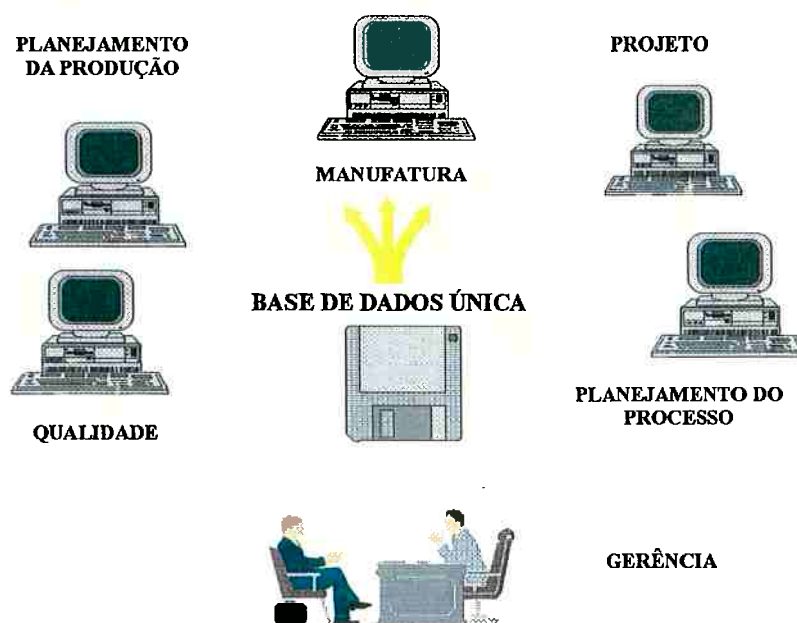 PLANEJAMENTO
DA PRODUÇÃO
PROJETO
MANUFATURA
BASE DE DADOS ÚNICA
PLANEJAMENTO DO
PROCESSO
QUALIDADE
GERÊNCIA